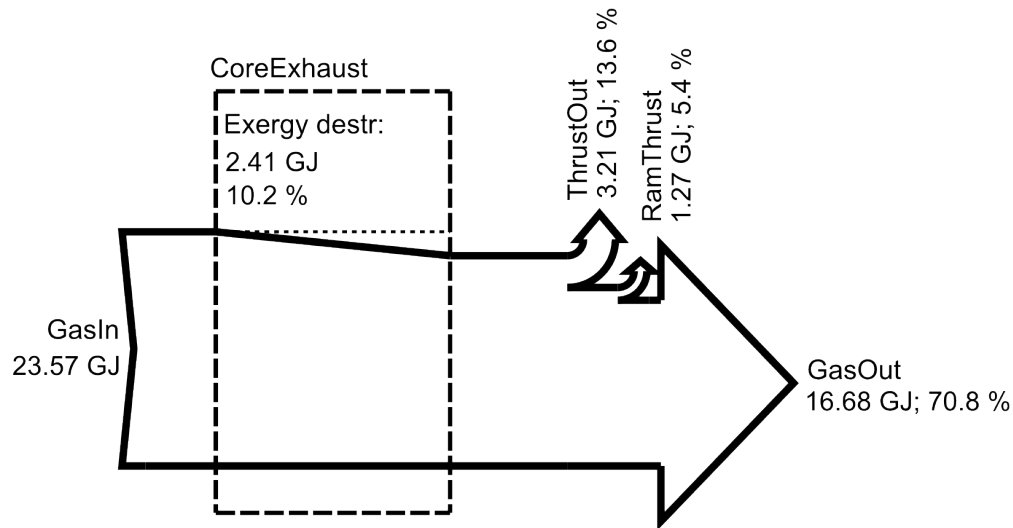 CoreExhaust
Exergy destr:
2.41 GJ
10.2 %
ThrustOut
3.21 GJ; 13.6 %
RamThrust
1.27 GJ; 5.4 %
GasIn
23.57 GJ
GasOut
16.68 GJ; 70.8 %